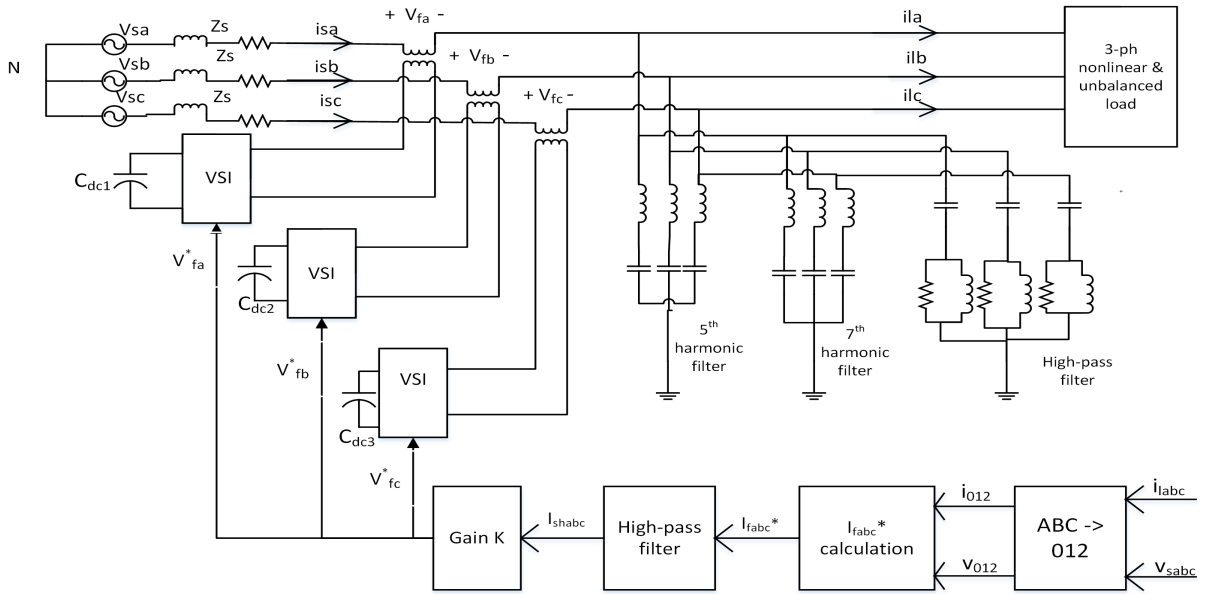 + Vfa -
Vsa
Zs
isa
ila
N
Vsb
Zs
isb
+ Vfb -
ilb
Vsc
Zs
isc
+ Vfc -
ilc
3-ph
nonlinear &
unbalanced
load
Cdc1
VSI
V*fa
Cdc2
VSI
V*fb
Cdc3
VSI
V*fc
5th
harmonic
filter
7th
harmonic
filter
High-pass
filter
Gain K
Ishabc
High-pass
filter
Ifabc*
Ifabc*
calculation
i012
v012
ABC ->
012
ilabc
vsabc